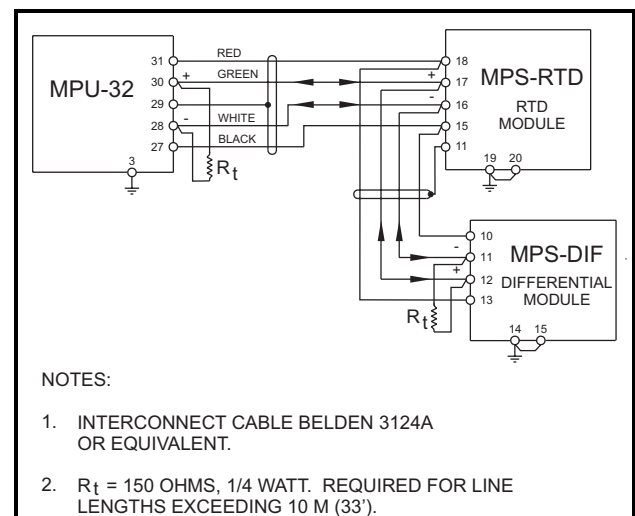 MPU-32
31
30
29
28
27
3
+
-
RED
GREEN
WHITE
BLACK
Rt
+
-
18
17
16
15
11
MPS-RTD
RTD
MODULE
19 20
-
+
10
11
12
13
MPS-DIF
DIFFERENTIAL
MODULE
14 15
Rt
NOTES:
1. INTERCONNECT CABLE BELDEN 3124A
OR EQUIVALENT.
2. Rt = 150 OHMS, 1/4 WATT. REQUIRED FOR LINE
LENGTHS EXCEEDING 10 M (33').